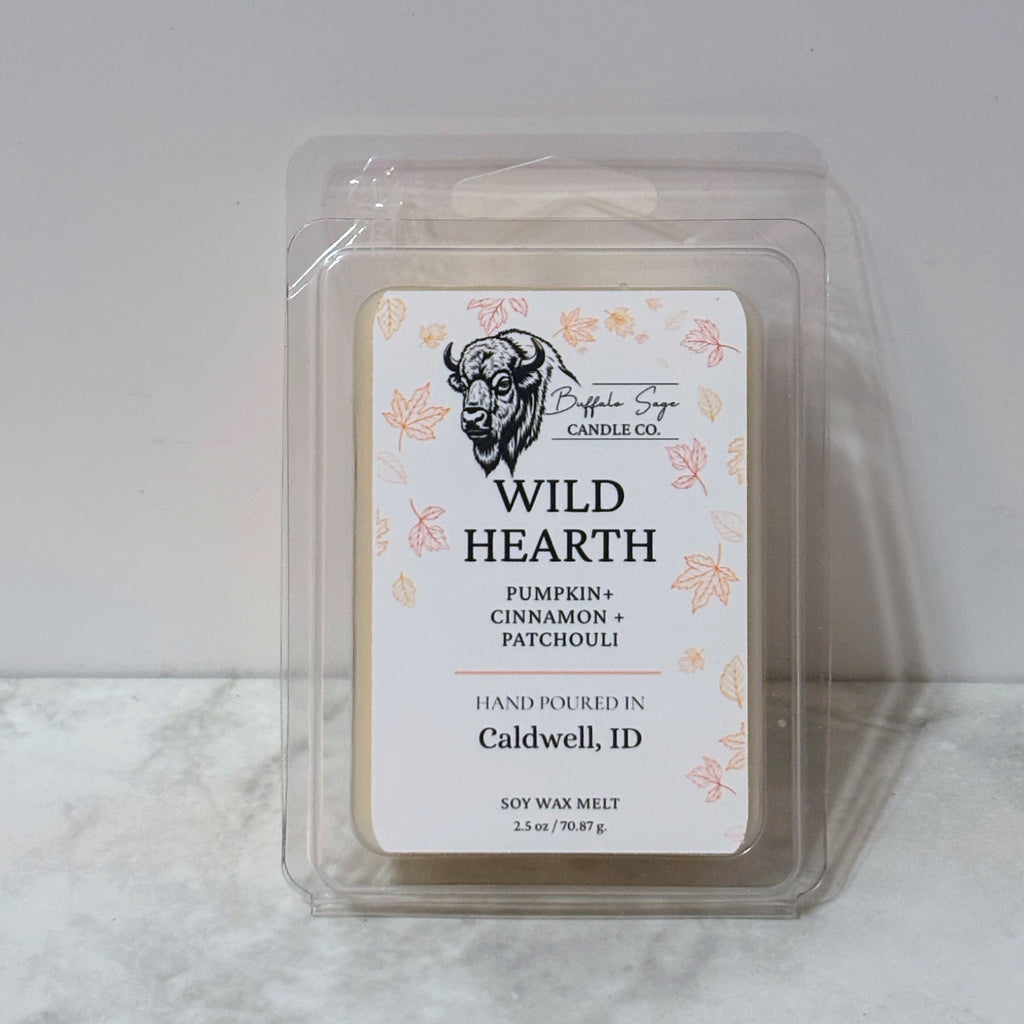 Buffalo Sage
CANDLE CO.
WILD
HEARTH
PUMPKIN+
CINNAMON +
PATCHOULI
HAND POURED IN
Caldwell, ID
SOY WAX MELT
2.5 oz / 70.87 g.